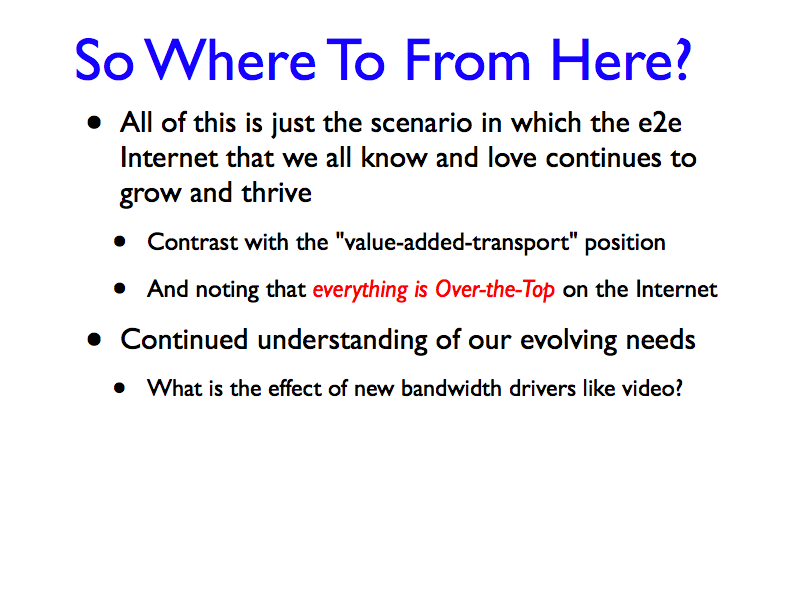 So Where To From Here?
• All of this is just the scenario in which the e2e
Internet that we all know and love continues to
grow and thrive
• Contrast with the "value-added-transport" position
• And noting that everything is Over-the-Top on the Internet
• Continued understanding of our evolving needs
• What is the effect of new bandwidth drivers like video?